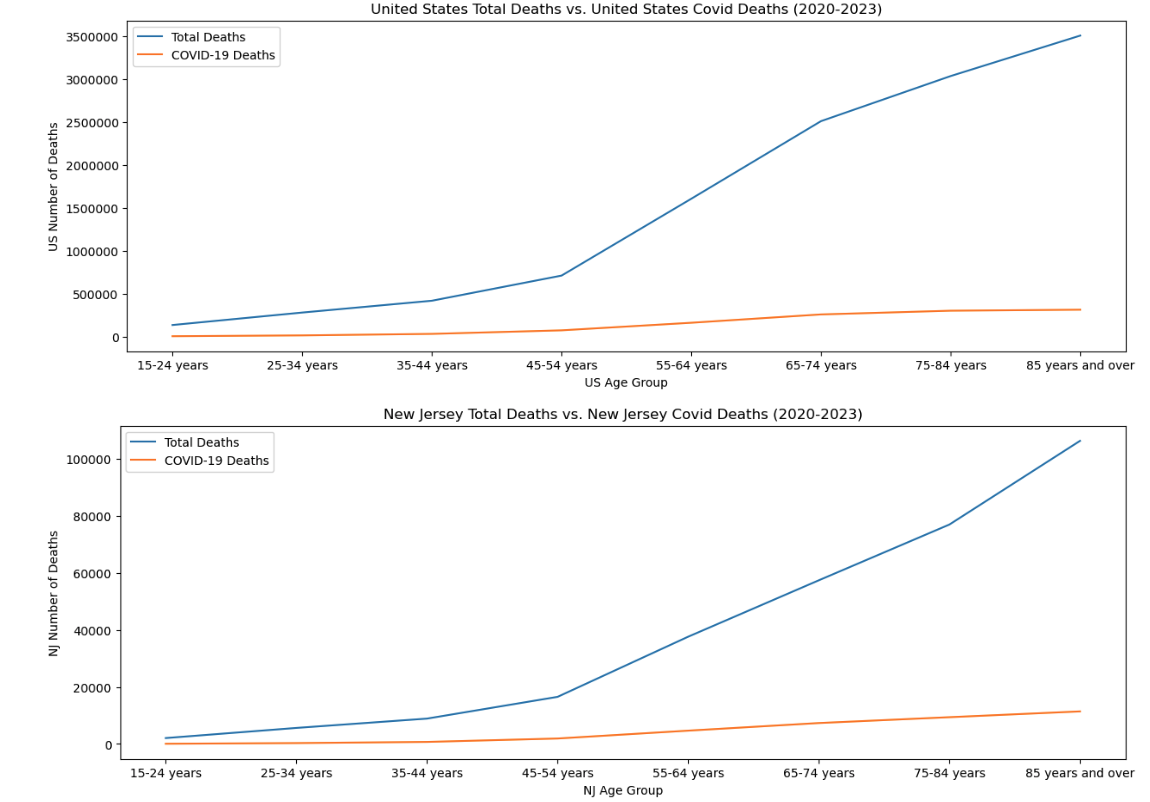 United States Total Deaths vs. United States Covid Deaths (2020-2023)
Total Deaths
COVID-19 Deaths
3500000
3000000
2500000
2000000
1500000
1000000
500000
0
US Number of Deaths
15-24 years 25-34 years 35-44 years 45-54 years 55-64 years 65-74 years 75-84 years 85 years and over
US Age Group
New Jersey Total Deaths vs. New Jersey Covid Deaths (2020-2023)
Total Deaths
COVID-19 Deaths
100000
80000
60000
40000
20000
0
NJ Number of Deaths
15-24 years 25-34 years 35-44 years 45-54 years 55-64 years 65-74 years 75-84 years 85 years and over
NJ Age Group